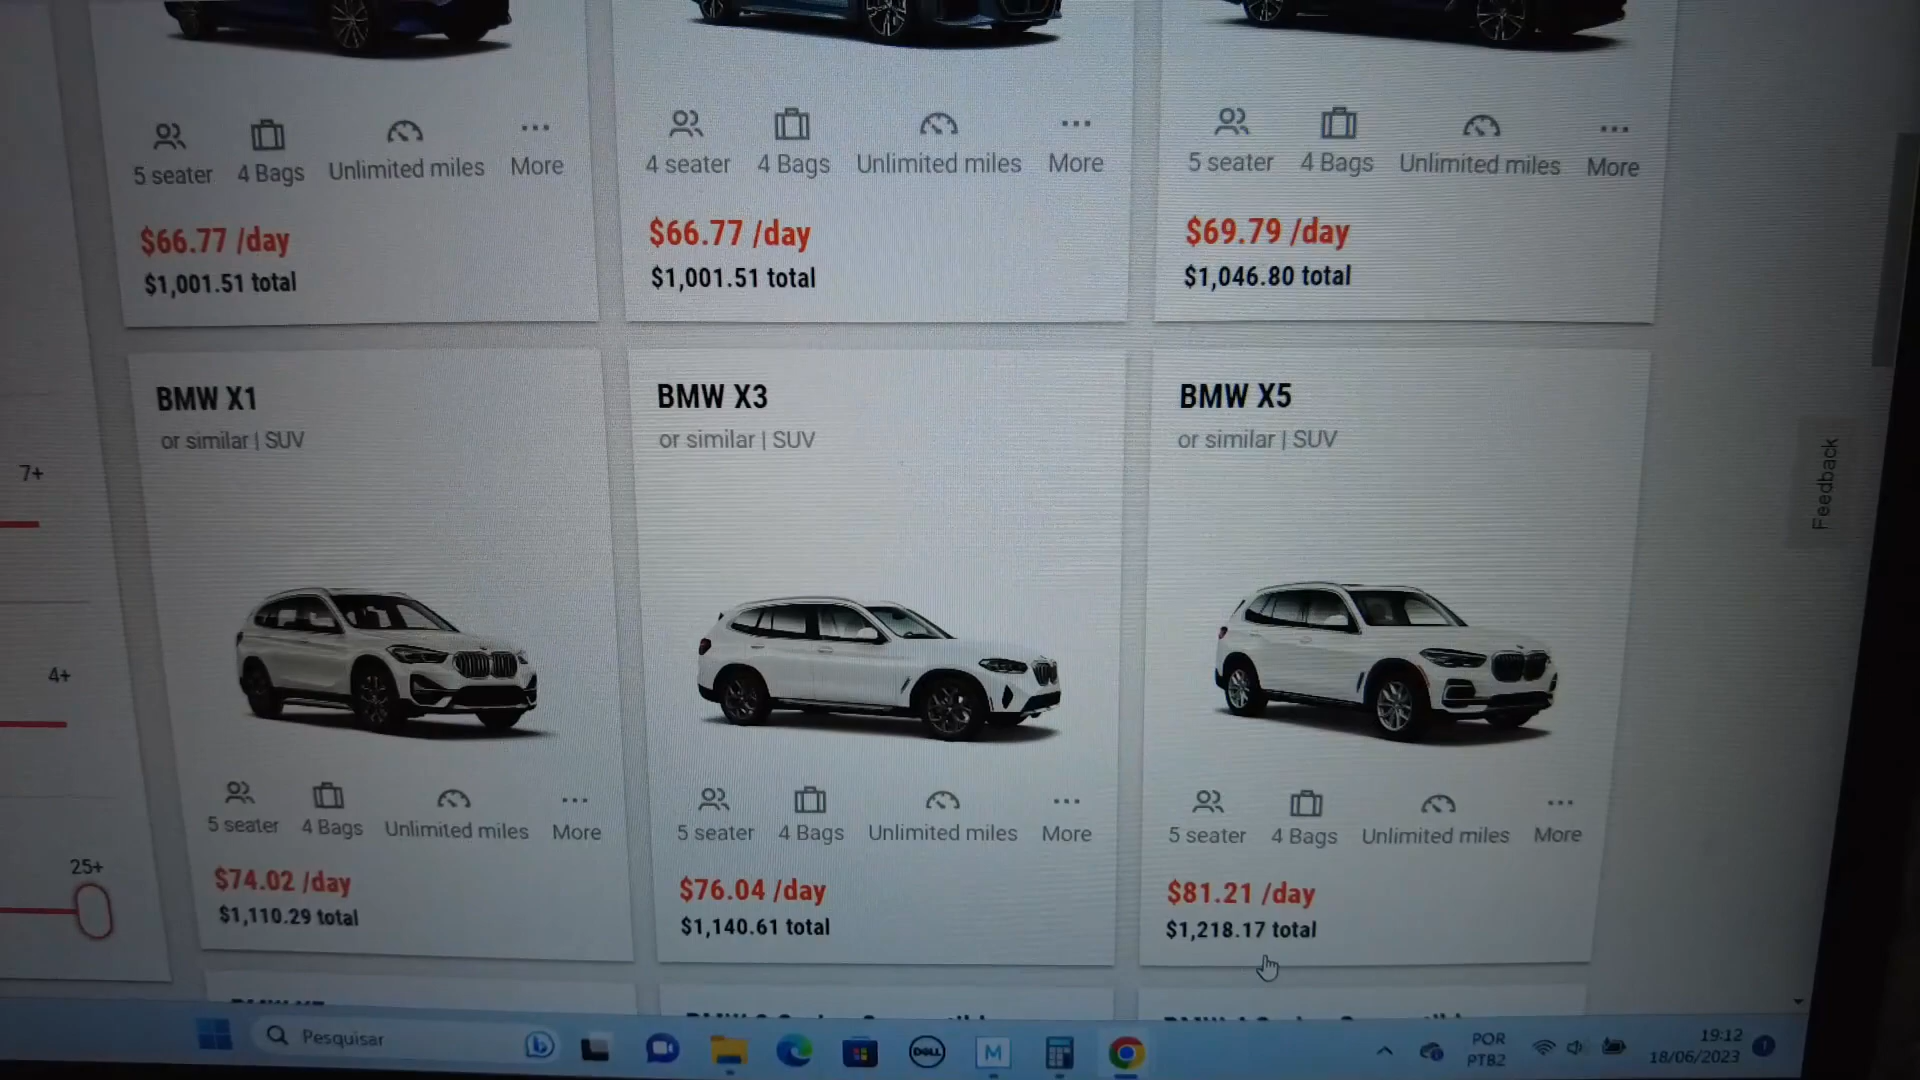 5 seater 4 Bags Unlimited miles More
$66.77 /day
$1,001.51 total
4 seater 4 Bags Unlimited miles More
$66.77 /day
$1,001.51 total
5 seater 4 Bags Unlimited miles More
$69.79 /day
$1,046.80 total
7+
4+
25+
BMW X1
or similar | SUV
5 seater 4 Bags Unlimited miles More
$74.02 /day
$1,110.29 total
BMW X3
or similar | SUV
5 seater 4 Bags Unlimited miles More
$76.04 /day
$1,140.61 total
BMW X5
or similar | SUV
5 seater 4 Bags Unlimited miles More
$81.21 /day
$1,218.17 total
Feedback
Pesquisar
DELL
M
POR
PTB2
19:12
18/06/2023
1